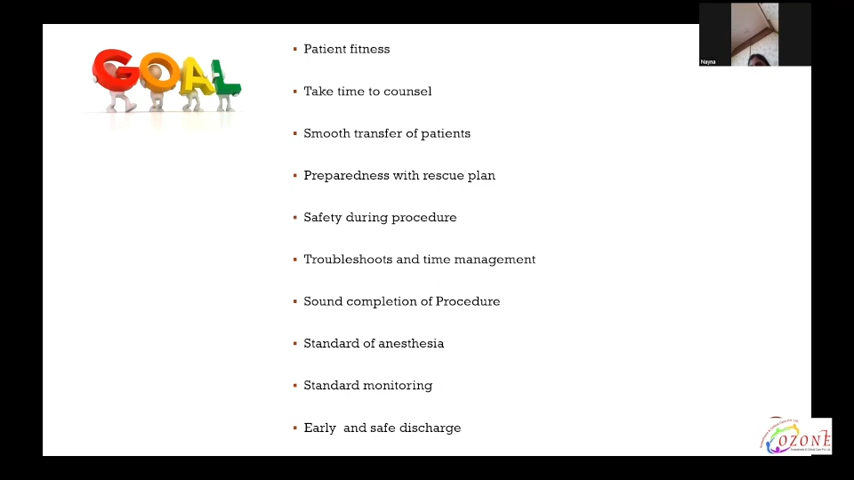 GOAL
▪ Patient fitness
▪ Take time to counsel
▪ Smooth transfer of patients
▪ Preparedness with rescue plan
▪ Safety during procedure
▪ Troubleshoots and time management
▪ Sound completion of Procedure
▪ Standard of anesthesia
▪ Standard monitoring
▪ Early and safe discharge
Nayna
OZONE